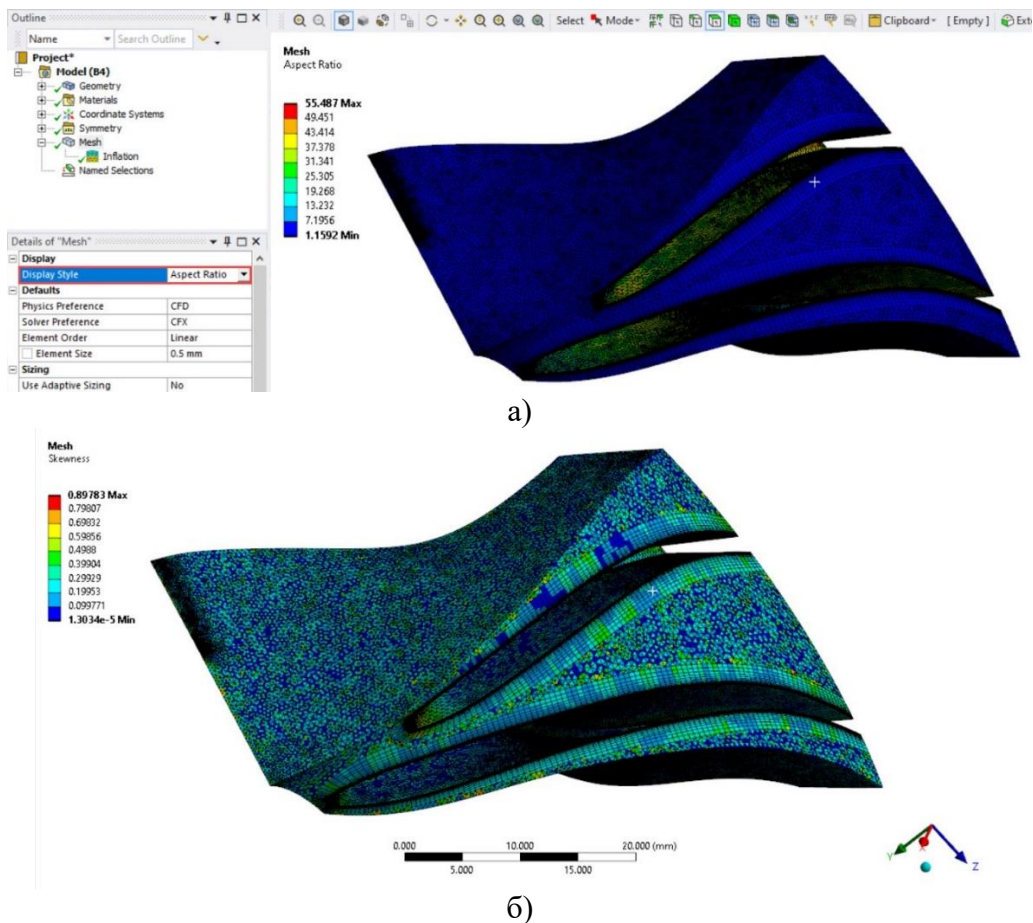 Outline
Name
Search Outline
Project*
Model (B4)
Geometry
Materials
Coordinate Systems
Symmetry
Mesh
Inflation
Named Selections
Details of "Mesh"
Display
Display Style Aspect Ratio
Defaults
Physics Preference CFD
Solver Preference CFX
Element Order Linear
Element Size 0.5 mm
Sizing
Use Adaptive Sizing No
Select Mode Clipboard [ Empty ] Exte
Mesh
Aspect Ratio
55.487 Max
49.451
43.414
37.378
31.341
25.305
19.268
13.232
7.1956
1.1592 Min
а)
Mesh
Skewness
0.89783 Max
0.79807
0.69832
0.59856
0.4988
0.39904
0.29929
0.19953
0.099771
1.3034e-5 Min
0.000 10.000 20.000 (mm)
5.000 15.000
Y X Z
б)